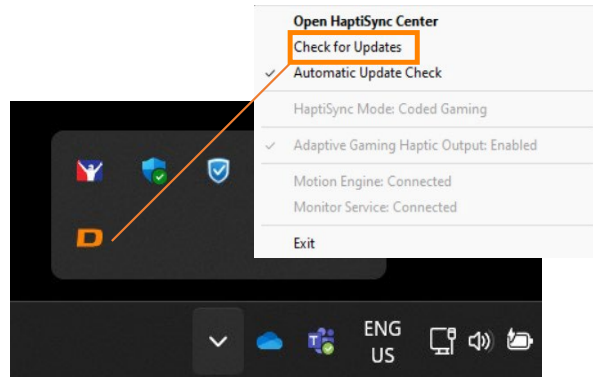 Open HaptiSync Center
Check for Updates
Automatic Update Check
HaptiSync Mode: Coded Gaming
Adaptive Gaming Haptic Output: Enabled
Motion Engine: Connected
Monitor Service: Connected
Exit
D
T
ENG
US